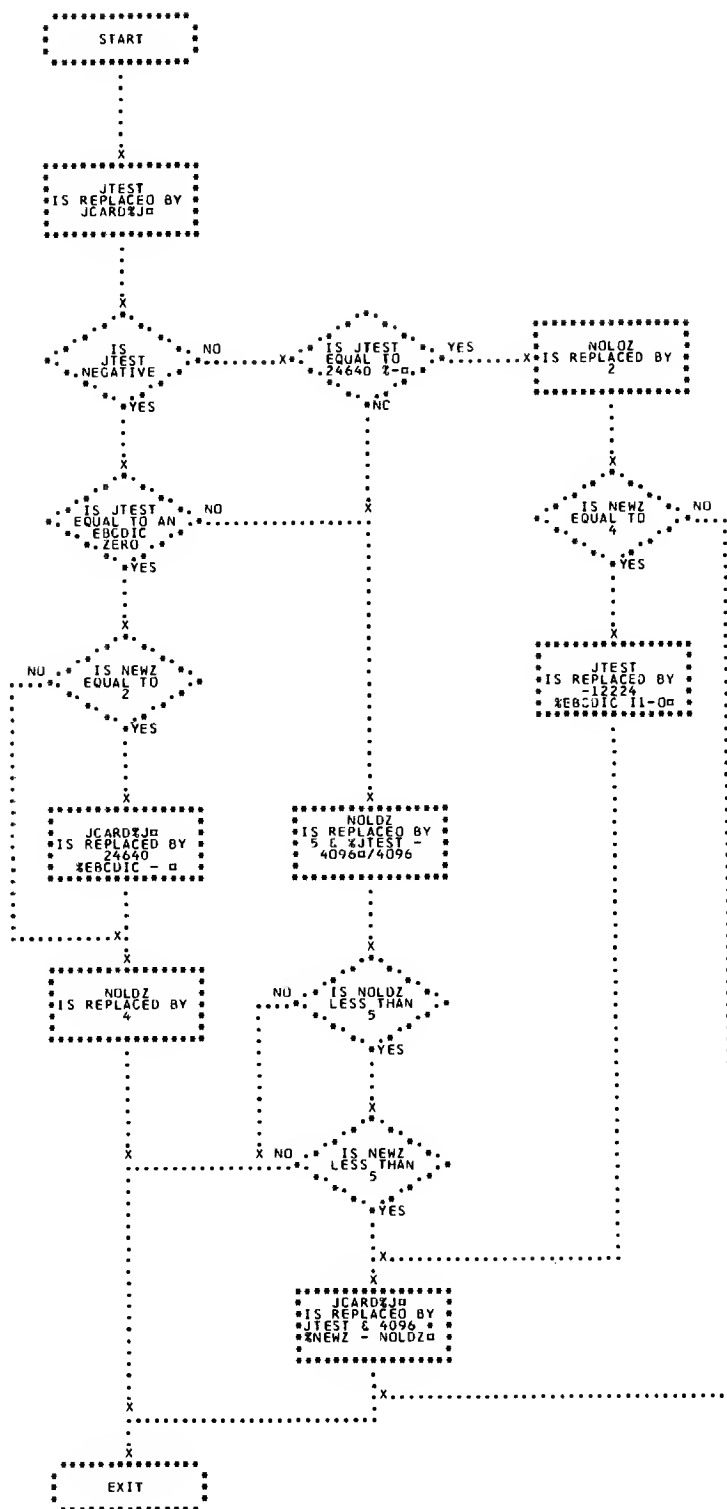 START
JTEST
IS REPLACED BY
JCARD%J¤
IS
JTEST
NEGATIVE
NO
YES
IS JTEST
EQUAL TO
24640 %-¤
YES
NO
NOLDZ
IS REPLACED BY
2
IS JTEST
EQUAL TO AN
EBCDIC
ZERO
NO
YES
IS NEWZ
EQUAL TO
4
NO
YES
NO
IS NEWZ
EQUAL TO
2
YES
JTEST
IS REPLACED BY
-12224
%EBCDIC 11-0¤
JCARD%J¤
IS REPLACED BY
24640
%EBCDIC - ¤
NOLDZ
IS REPLACED BY
5 & %JTEST -
4096¤/4096
NOLDZ
IS REPLACED BY
4
NO
IS NOLDZ
LESS THAN
5
YES
NO
IS NEWZ
LESS THAN
5
YES
JCARD%J¤
IS REPLACED BY
JTEST & 4096
%NEWZ - NOLDZ¤
EXIT